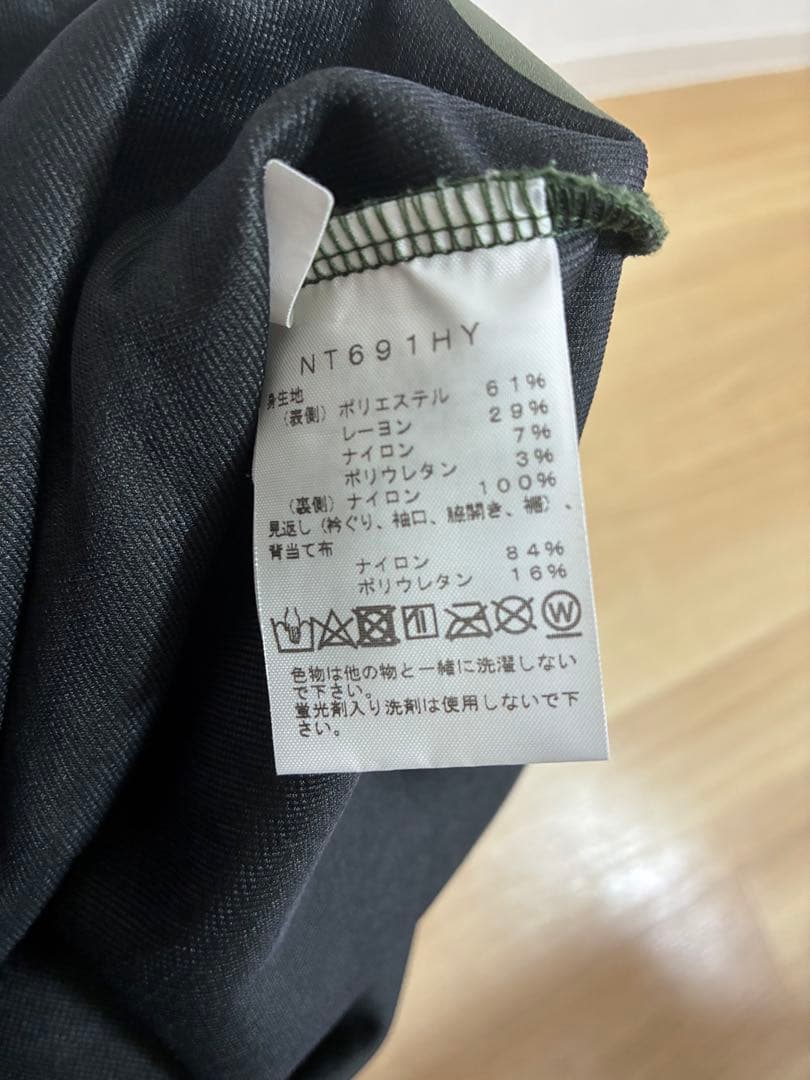 NT691HY
身生地
(表側) ポリエステル 61%
レーヨン 29%
ナイロン 7%
ポリウレタン 3%
(裏側) ナイロン 100%
見返し(衿ぐり、袖口、脇開き、裾)、
背当て布
ナイロン 84%
ポリウレタン 16%
W
色物は他の物と一緒に洗濯しない
で下さい。
蛍光剤入り洗剤は使用しないで下
さい。